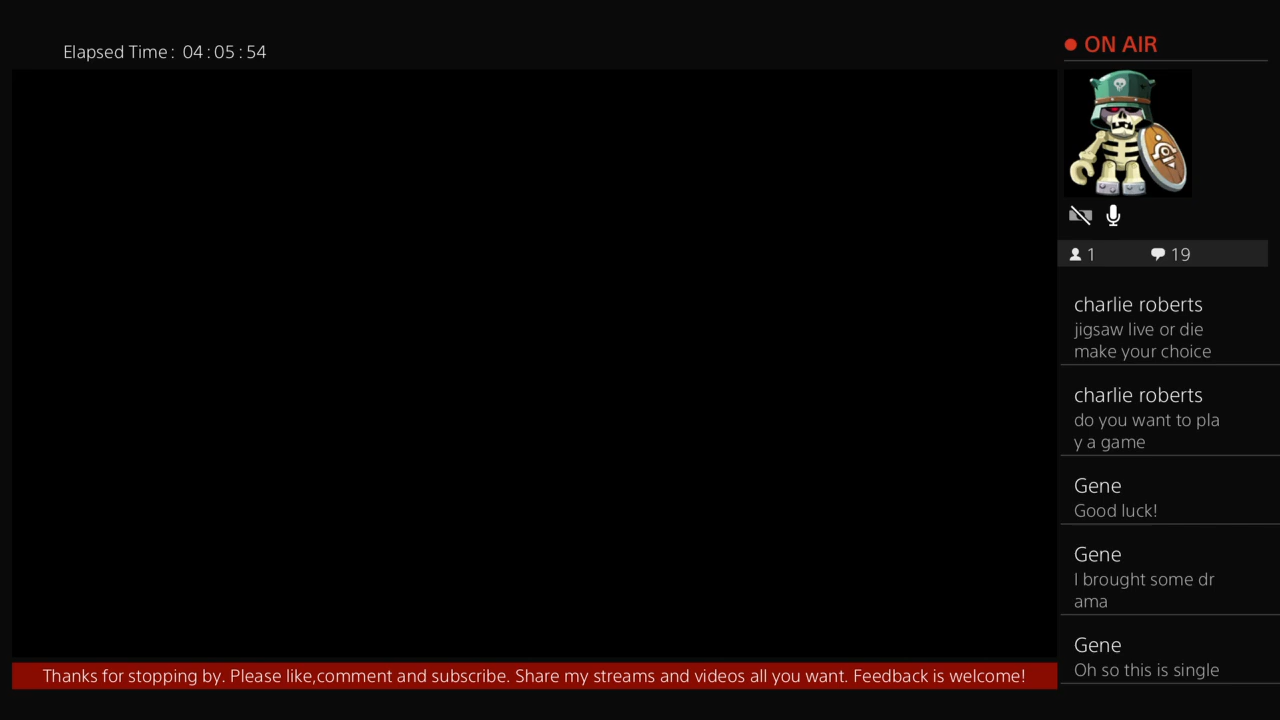 Elapsed Time: 04:05:54
ON AIR
1 19
charlie roberts
jigsaw live or die
make your choice
charlie roberts
do you want to pla
y a game
Gene
Good luck!
Gene
I brought some dr
ama
Gene
Oh so this is single
Thanks for stopping by. Please like,comment and subscribe. Share my streams and videos all you want. Feedback is welcome!